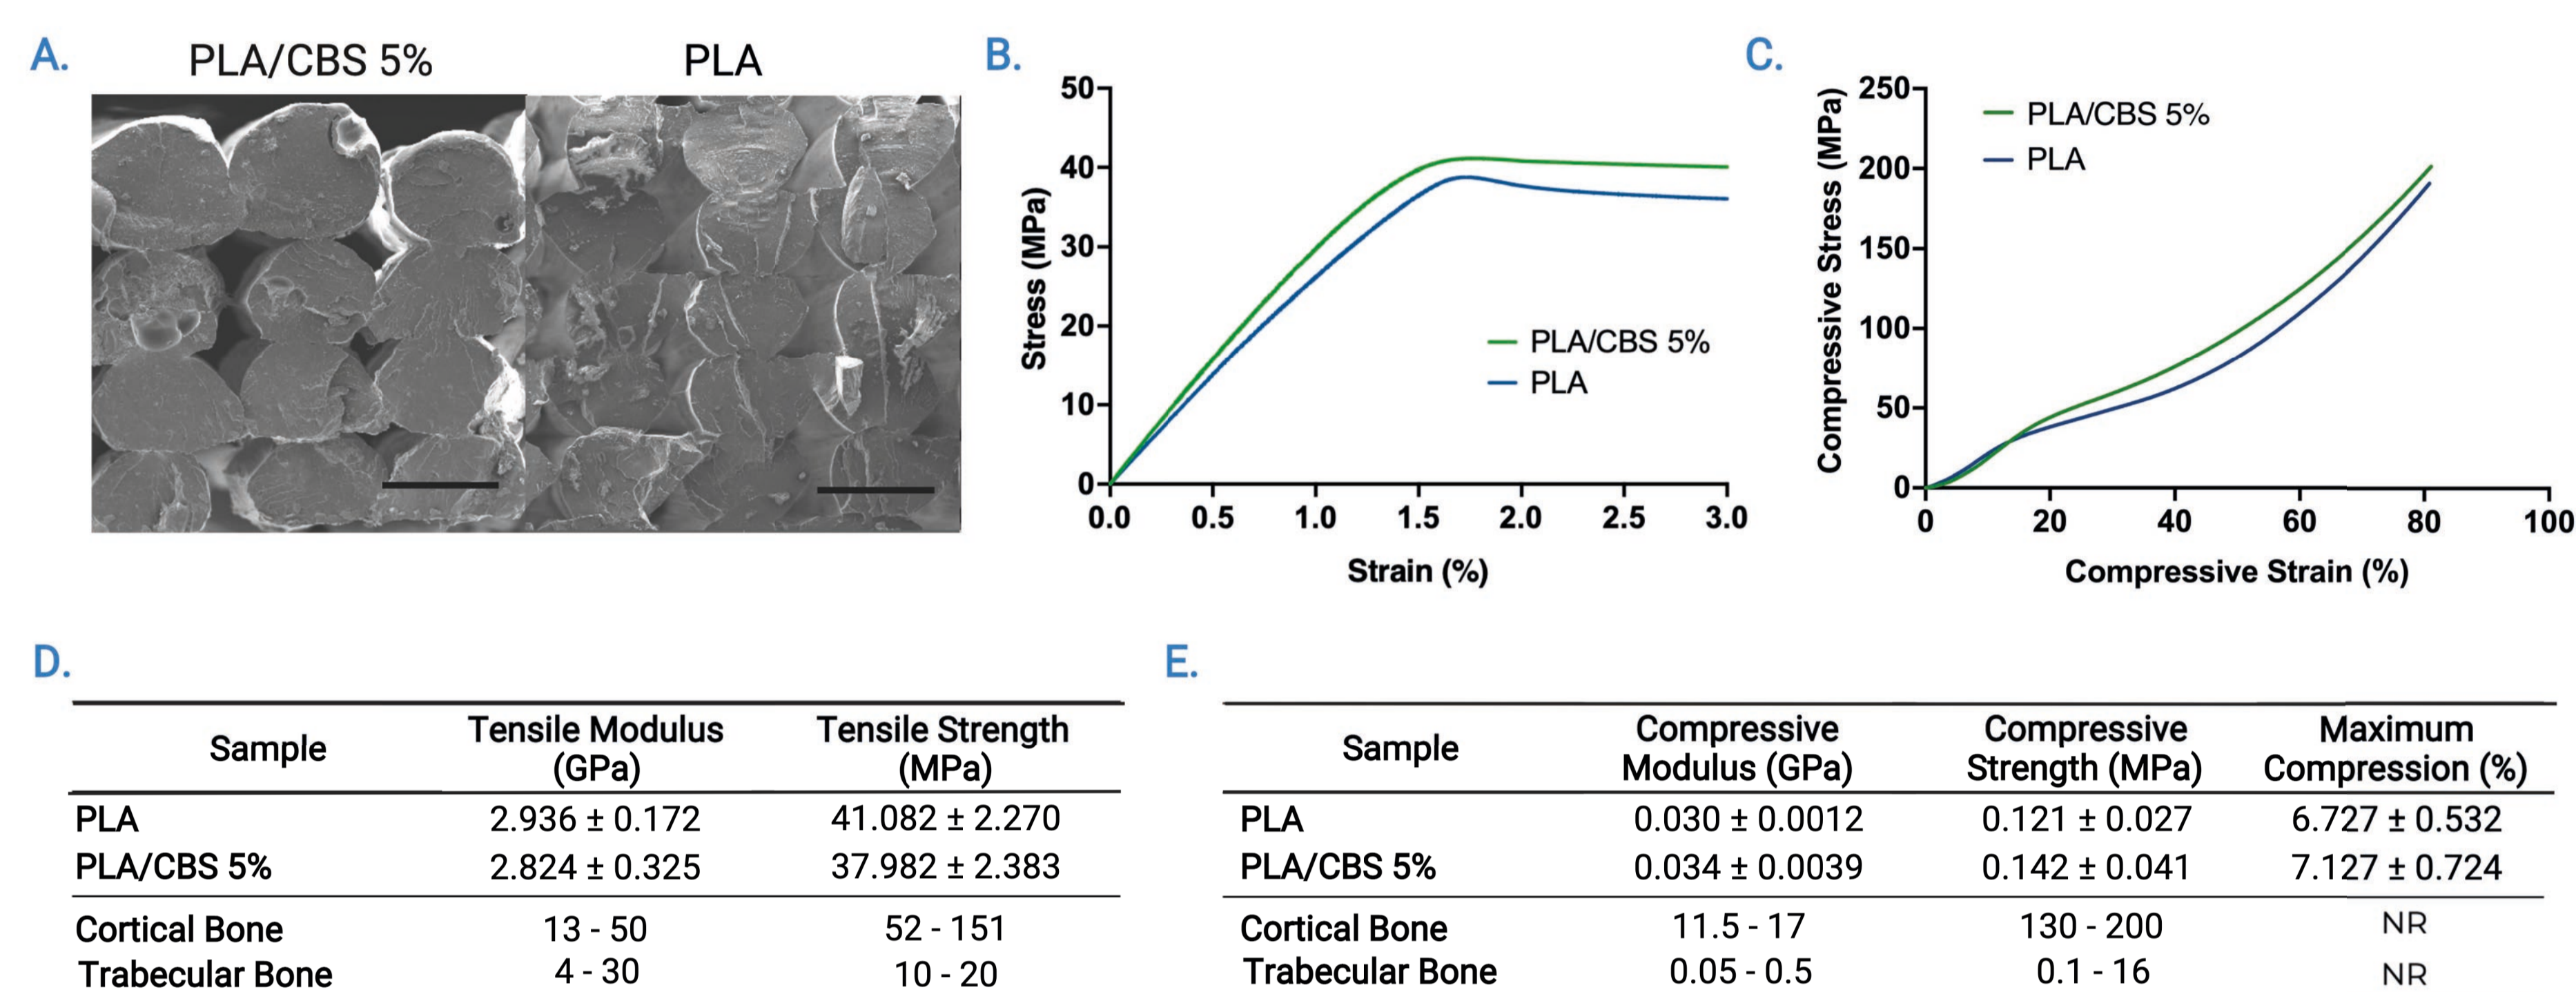 A.
PLA/CBS 5%
PLA
B.
50
40
30
20
10
0
Stress (MPa)
0.0 0.5 1.0 1.5 2.0 2.5 3.0
Strain (%)
PLA/CBS 5%
PLA
C.
250
200
150
100
50
0
Compressive Stress (MPa)
PLA/CBS 5%
PLA
0 20 40 60 80 100
Compressive Strain (%)
D.
Sample Tensile Modulus (GPa) Tensile Strength (MPa)
PLA 2.936 ± 0.172 41.082 ± 2.270
PLA/CBS 5% 2.824 ± 0.325 37.982 ± 2.383
Cortical Bone 13 - 50 52 - 151
Trabecular Bone 4 - 30 10 - 20
E.
Sample Compressive Modulus (GPa) Compressive Strength (MPa) Maximum Compression (%)
PLA 0.030 ± 0.0012 0.121 ± 0.027 6.727 ± 0.532
PLA/CBS 5% 0.034 ± 0.0039 0.142 ± 0.041 7.127 ± 0.724
Cortical Bone 11.5 - 17 130 - 200 NR
Trabecular Bone 0.05 - 0.5 0.1 - 16 NR